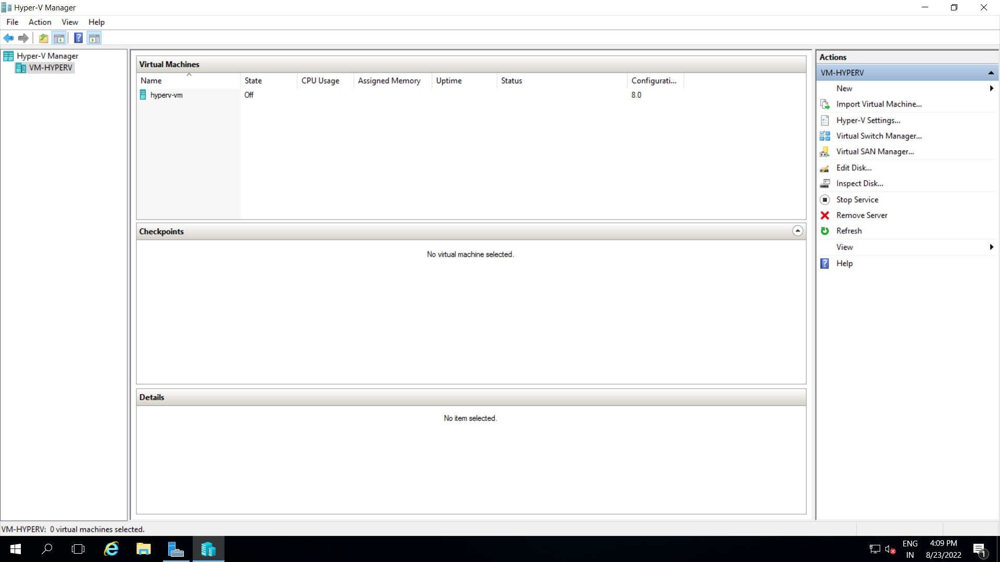 Hyper-V Manager
File Action View Help
Hyper-V Manager
VM-HYPERV
Virtual Machines
Name State CPU Usage Assigned Memory Uptime Status Configurati...
hyperv-vm Off 8.0
Checkpoints
No virtual machine selected.
Details
No item selected.
Actions
VM-HYPERV
New
Import Virtual Machine...
Hyper-V Settings...
Virtual Switch Manager...
Virtual SAN Manager...
Edit Disk...
Inspect Disk...
Stop Service
Remove Server
Refresh
View
Help
VM-HYPERV: 0 virtual machines selected.
ENG
IN
4:09 PM
8/23/2022
1